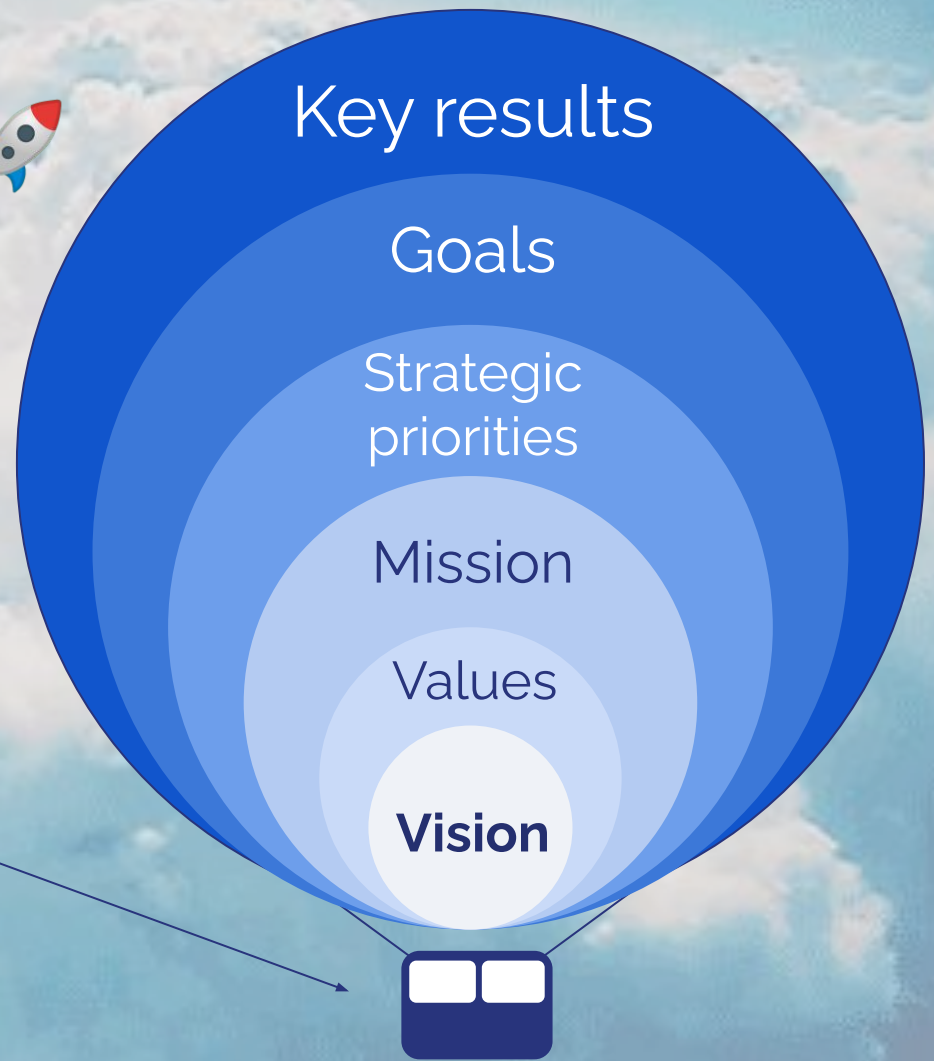 Key results
Goals
Strategic
priorities
Mission
Values
Vision